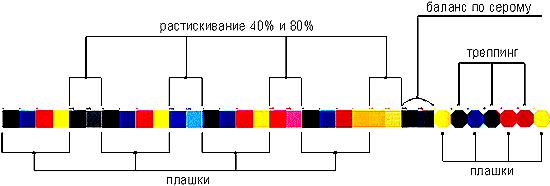 баланс по серому
растискивание 40% и 80%
треппинг
плашки
плашки